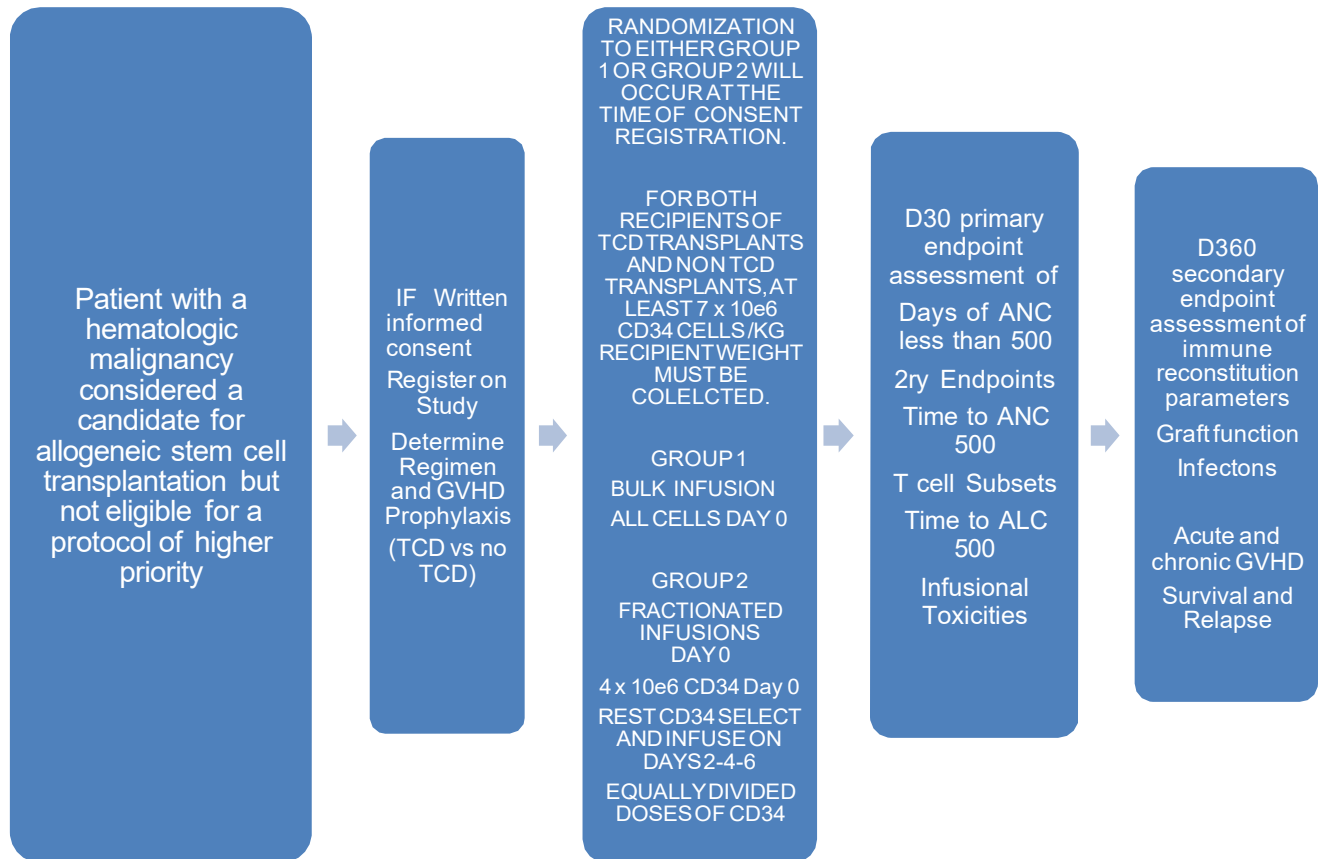 Patient with a
hematologic
malignancy
considered a
candidate for
allogeneic stem cell
transplantation but
not eligible for a
protocol of higher
priority
IF Written
informed
consent
Register on
Study
Determine
Regimen
and GVHD
Prophylaxis
(TCD vs no
TCD)
RANDOMIZATION
TO EITHER GROUP
1 OR GROUP 2 WILL
OCCUR AT THE
TIME OF CONSENT
REGISTRATION.
FOR BOTH
RECIPIENTS OF
TCD TRANSPLANTS
AND NON TCD
TRANSPLANTS, AT
LEAST 7 x 10e6
CD34 CELLS /KG
RECIPIENT WEIGHT
MUST BE
COLELCTED.
GROUP 1
BULK INFUSION
ALL CELLS DAY 0
GROUP 2
FRACTIONATED
INFUSIONS
DAY 0
4 x 10e6 CD34 Day 0
REST CD34 SELECT
AND INFUSE ON
DAYS 2-4-6
EQUALLY DIVIDED
DOSES OF CD34
D30 primary
endpoint
assessment of
Days of ANC
less than 500
2ry Endpoints
Time to ANC
500
T cell Subsets
Time to ALC
500
Infusional
Toxicities
D360
secondary
endpoint
assessment of
immune
reconstitution
parameters
Graft function
Infectons
Acute and
chronic GVHD
Survival and
Relapse